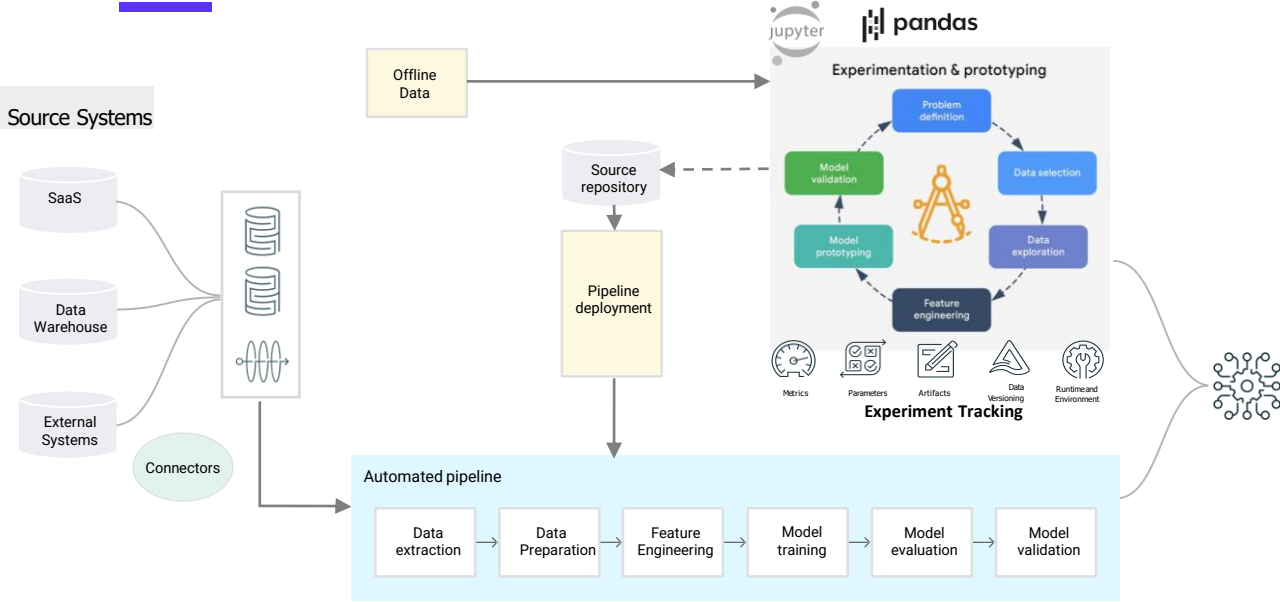 jupyter
pandas
Experimentation & prototyping
Offline
Data
Problem
definition
Source Systems
Source
repository
Model
validation
Data selection
SaaS
Model
prototyping
Data
exploration
Pipeline
deployment
Data
Warehouse
Feature
engineering
Metrics
Parameters
Artifacts
Data
Versioning
Runtime and
Environment
Experiment Tracking
External
Systems
Connectors
Automated pipeline
Data
extraction
Data
Preparation
Feature
Engineering
Model
training
Model
evaluation
Model
validation